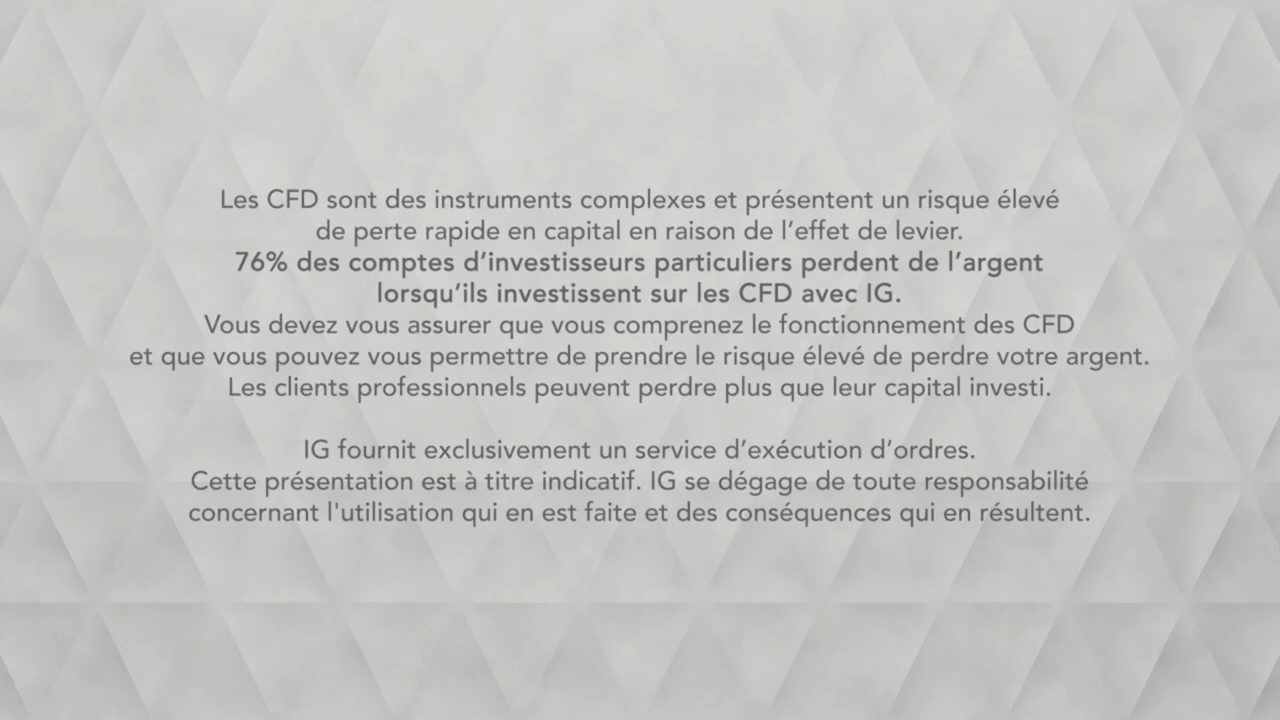 Les CFD sont des instruments complexes et présentent un risque élevé
de perte rapide en capital en raison de l’effet de levier.
76% des comptes d’investisseurs particuliers perdent de l’argent
lorsqu’ils investissent sur les CFD avec IG.
Vous devez vous assurer que vous comprenez le fonctionnement des CFD
et que vous pouvez vous permettre de prendre le risque élevé de perdre votre argent.
Les clients professionnels peuvent perdre plus que leur capital investi.
IG fournit exclusivement un service d’exécution d’ordres.
Cette présentation est à titre indicatif. IG se dégage de toute responsabilité
concernant l'utilisation qui en est faite et des conséquences qui en résultent.